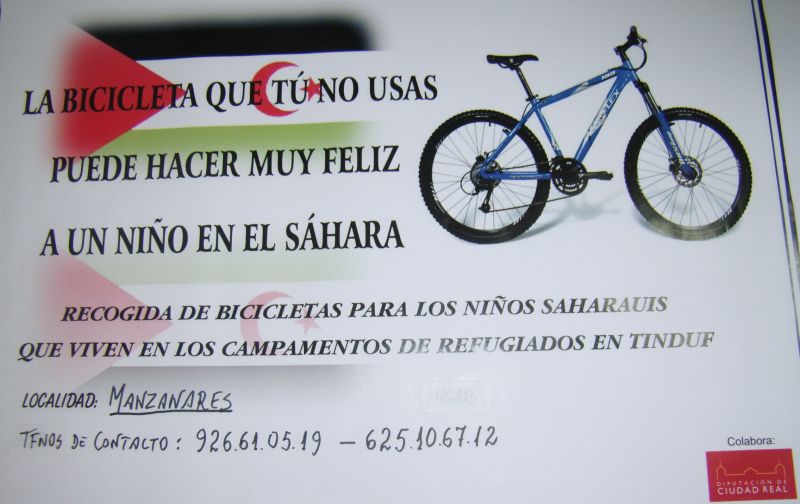 LA BICICLETA QUE TÚ NO USAS
PUEDE HACER MUY FELIZ
A UN NIÑO EN EL SÁHARA
RECOGIDA DE BICICLETAS PARA LOS NIÑOS SAHARAUIS
QUE VIVEN EN LOS CAMPAMENTOS DE REFUGIADOS EN TINDUF
LOCALIDAD: MANZANARES
LUGAR:
TFNOS DE CONTACTO: 926.61.05.19 – 625.10.67.12
Colabora:
DIPUTACIÓN DE
CIUDAD REAL